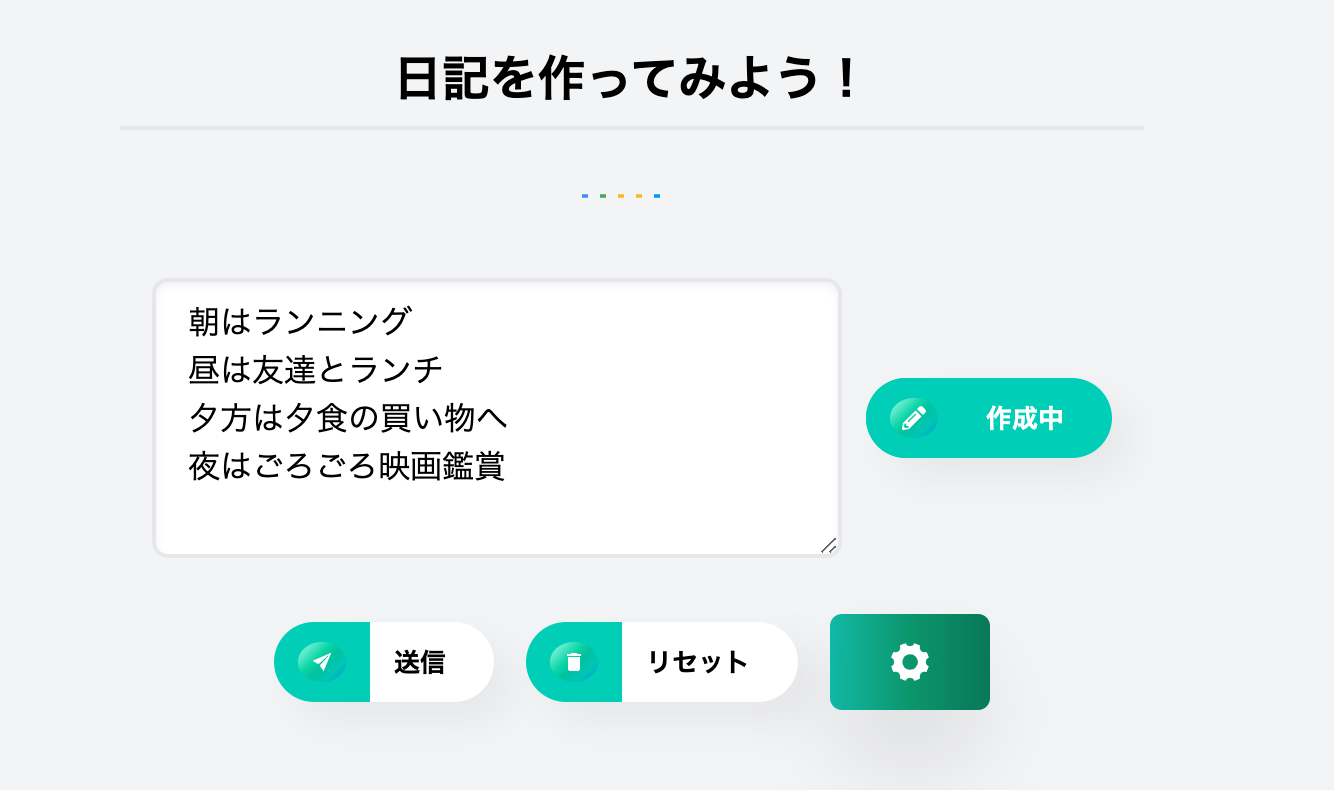 日記を作ってみよう！
朝はランニング
昼は友達とランチ
夕方は夕食の買い物へ
夜はごろごろ映画鑑賞
作成中
送信
リセット